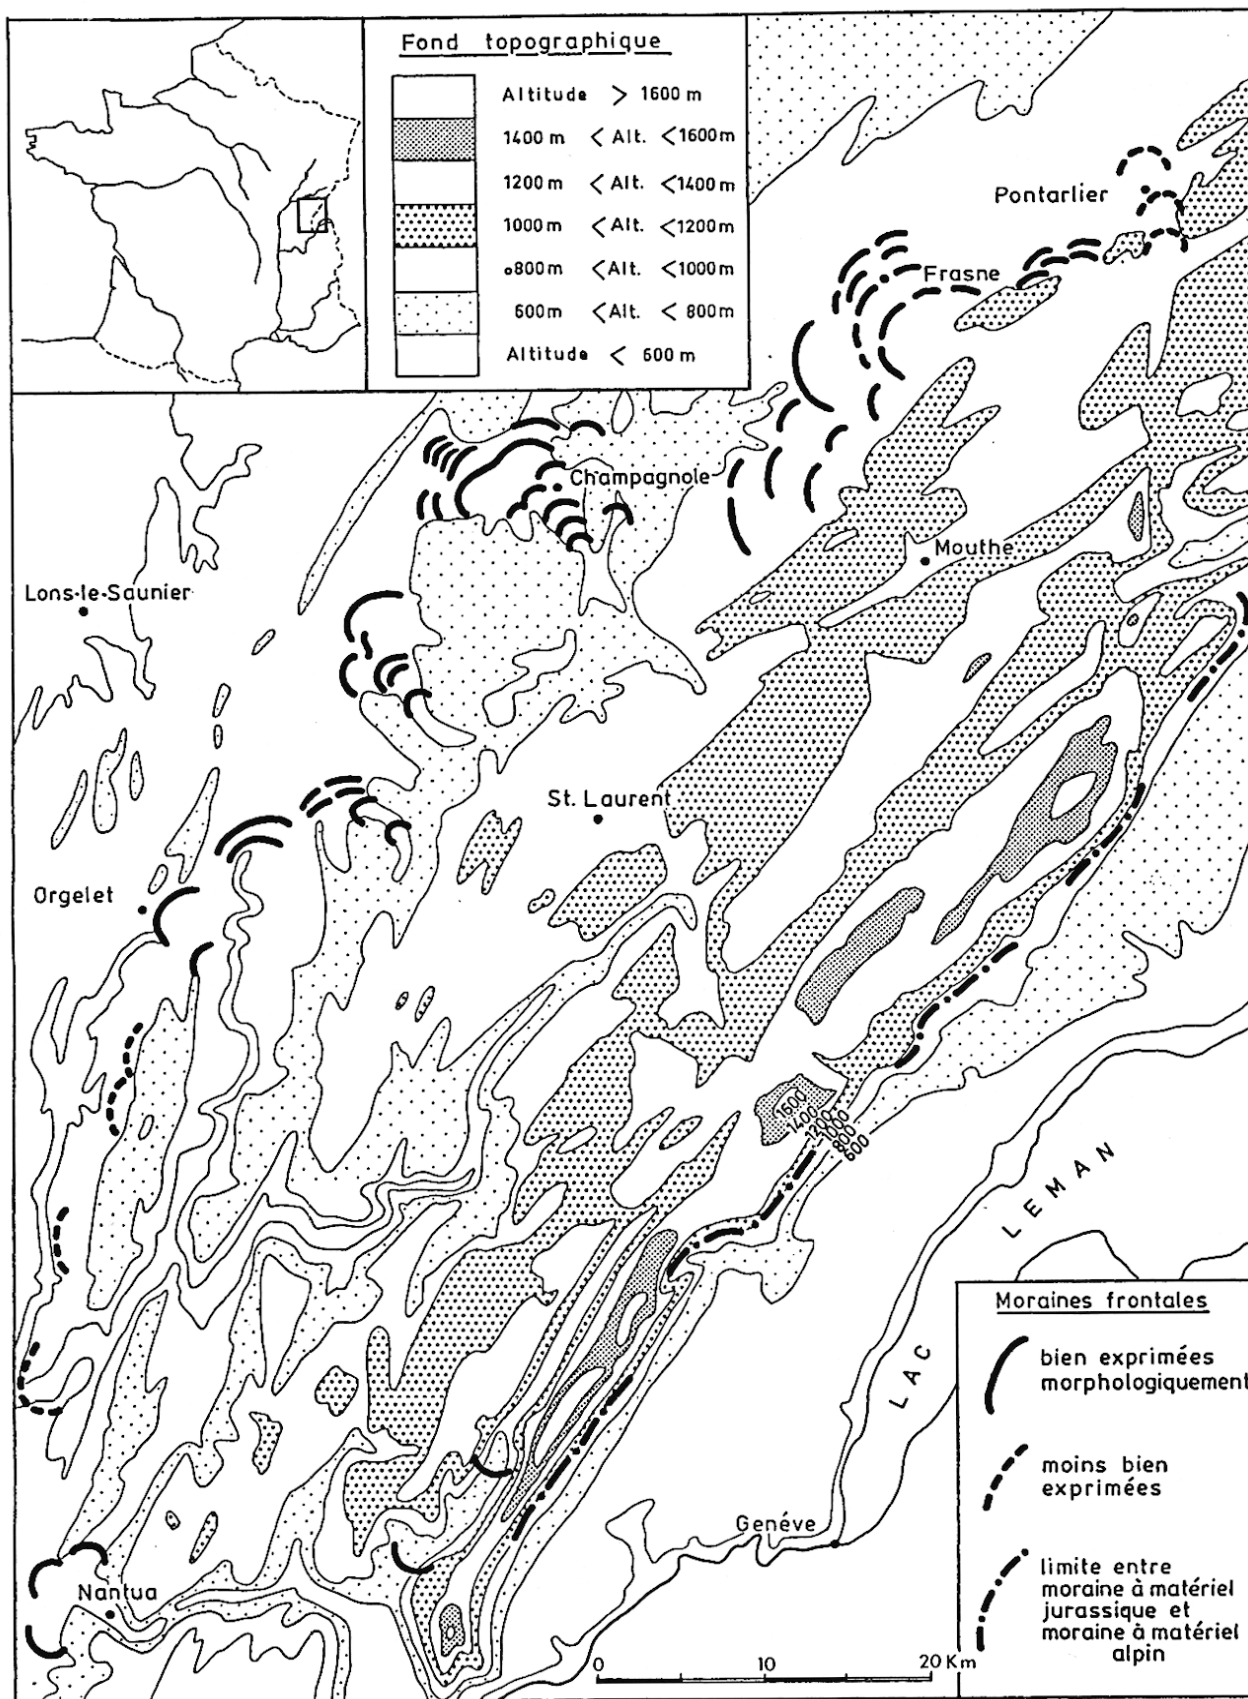 Fond topographique
Altitude > 1600 m
1400 m < Alt. < 1600 m
1200 m < Alt. < 1400 m
1000 m < Alt. < 1200 m
800 m < Alt. < 1000 m
600 m < Alt. < 800 m
Altitude < 600 m
Pontarlier
Frasne
Champagnole
Mouthe
Lons-le-Saunier
St. Laurent
Orgelet
1600
1400
1200
1000
800
600
LAC LEMAN
Genéve
Nantua
0 10 20 Km
Moraines frontales
bien exprimées
morphologiquement
moins bien
exprimées
limite entre
moraine à matériel
jurassique et
moraine à matériel
alpin